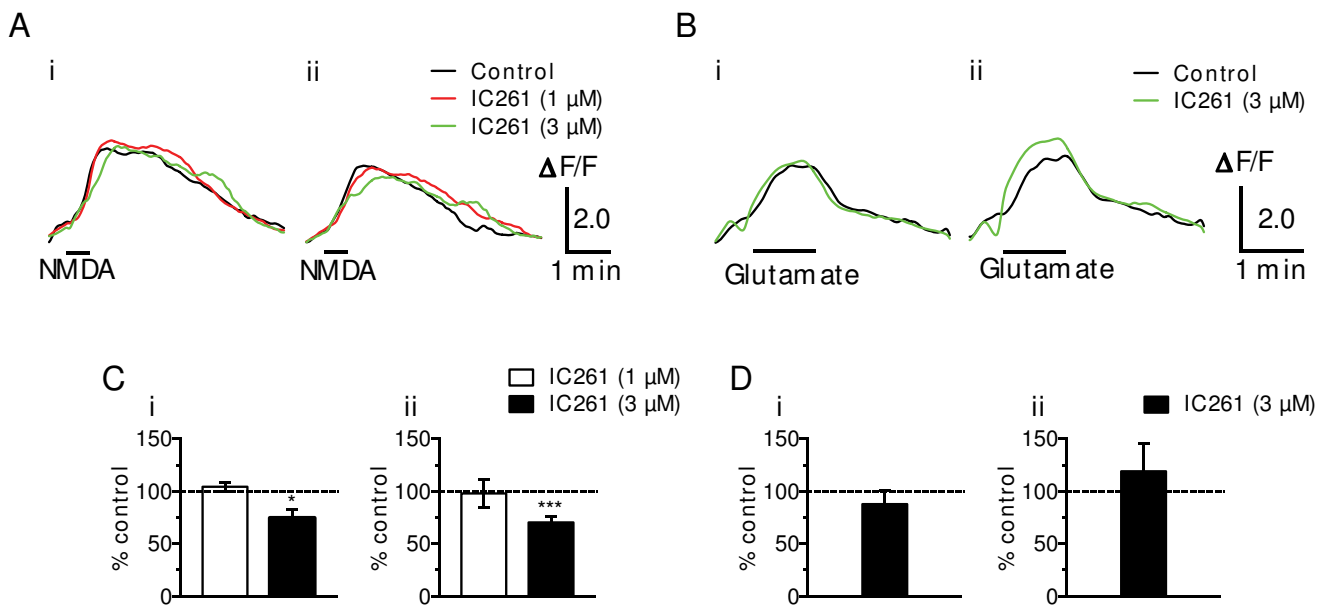 A
B
i
ii
Control
IC261 (1 µM)
IC261 (3 µM)
i
ii
Control
IC261 (3 µM)
ΔF/F
2.0
1 min
NMDA
NMDA
ΔF/F
2.0
1 min
Glutamate
Glutamate
C
IC261 (1 µM)
IC261 (3 µM)
i
ii
% control
150
100
50
0
*
% control
150
100
50
0
***
D
IC261 (3 µM)
i
ii
% control
150
100
50
0
% control
150
100
50
0